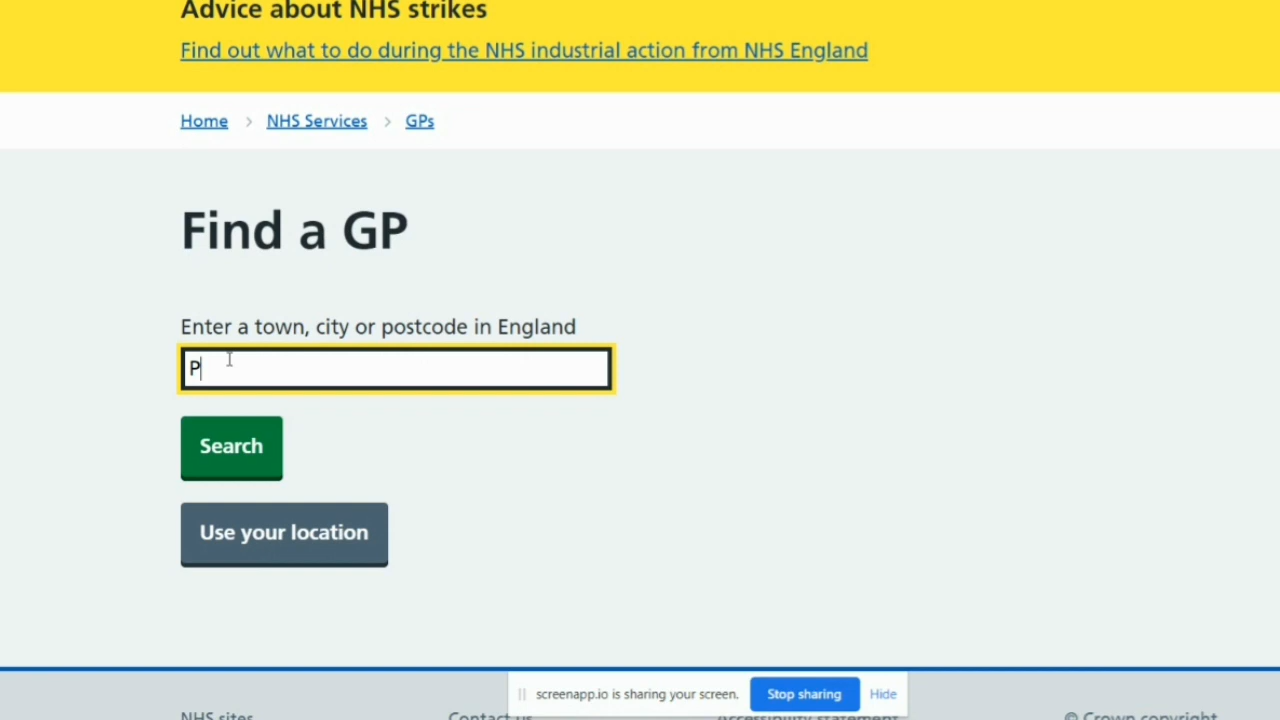 Advice about NHS strikes
Find out what to do during the NHS industrial action from NHS England
Home > NHS Services > GPs
Find a GP
Enter a town, city or postcode in England
P
Search
Use your location
screenapp.io is sharing your screen. Stop sharing Hide
NHS sites Contact us Accessibility statement © Crown copyright